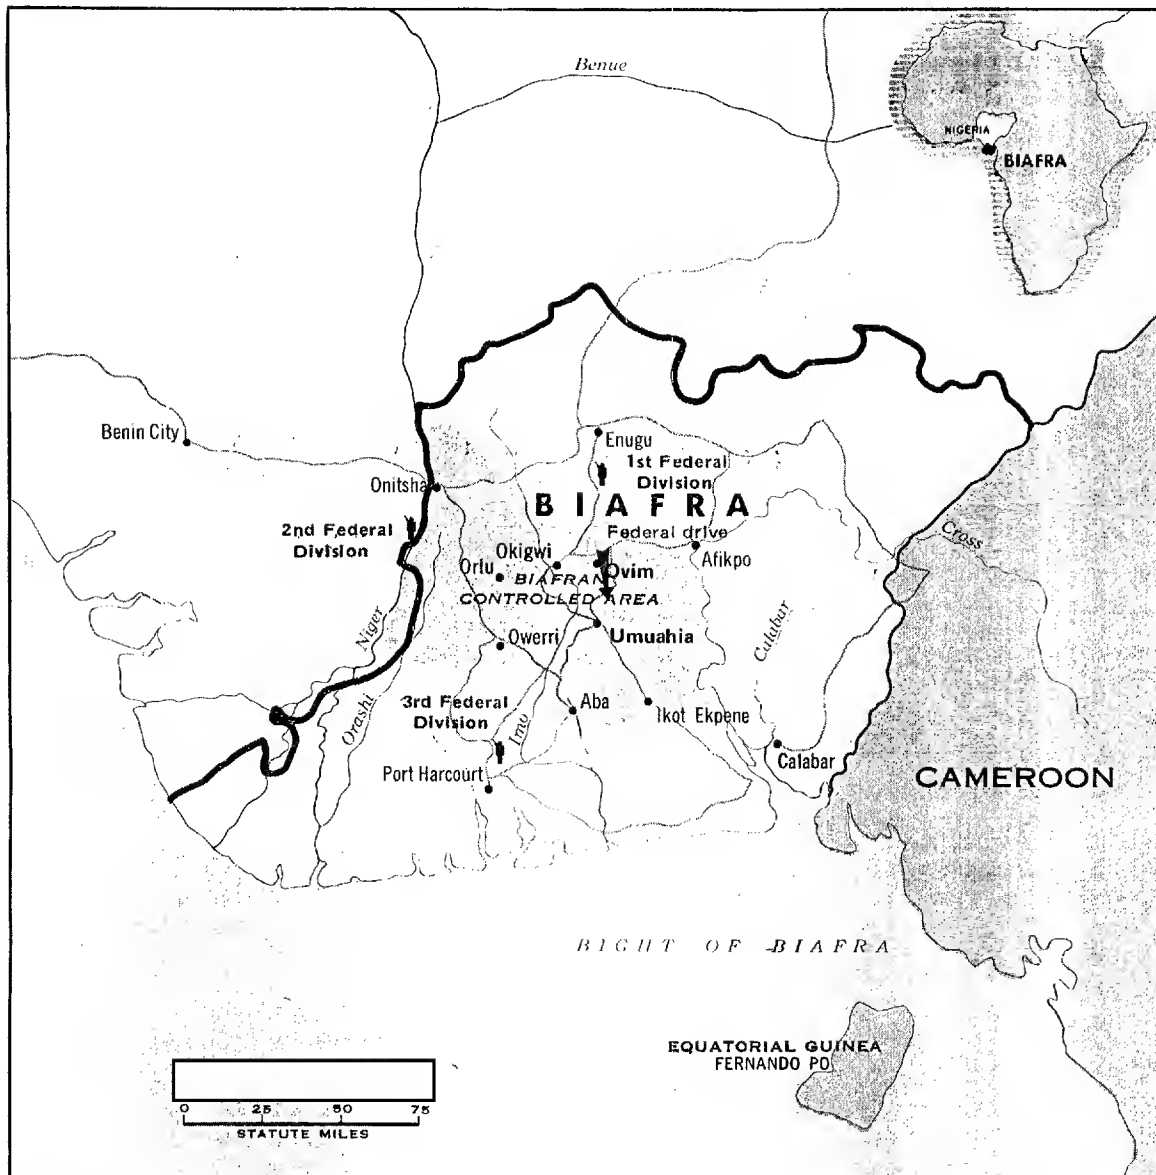 Benue
NIGERIA
BIAFRA
Benin City
Enugu
1st Federal
Division
Onitsha
BIAFRA
2nd Federal
Division
Federal drive
Cross
Okigwi
Afikpo
Orlu
Ovim
BIAFRAN
CONTROLLED AREA
Niger
Calabar
Umuahia
Owerri
Orashi
3rd Federal
Division
Imo
Aba
Ikot Ekpene
Calabar
Port Harcourt
CAMEROON
BIGHT OF BIAFRA
EQUATORIAL GUINEA
FERNANDO PO
0 25 50 75
STATUTE MILES